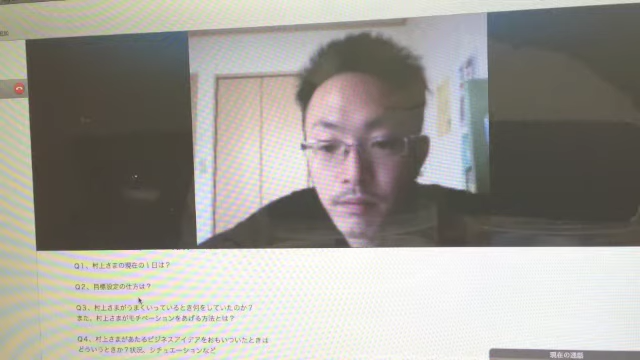 Q1、村上さまの現在の1日は?
Q2、目標設定の仕方は?
Q3、村上さまがうまくいっているとき何をしていたのか?
また、村上さまがモチベーションをあげる方法とは?
Q4、村上さまがあたるビジネスアイデアをおもいついたときは
どういうときか?状況、シチュエーションなど
現在の通話